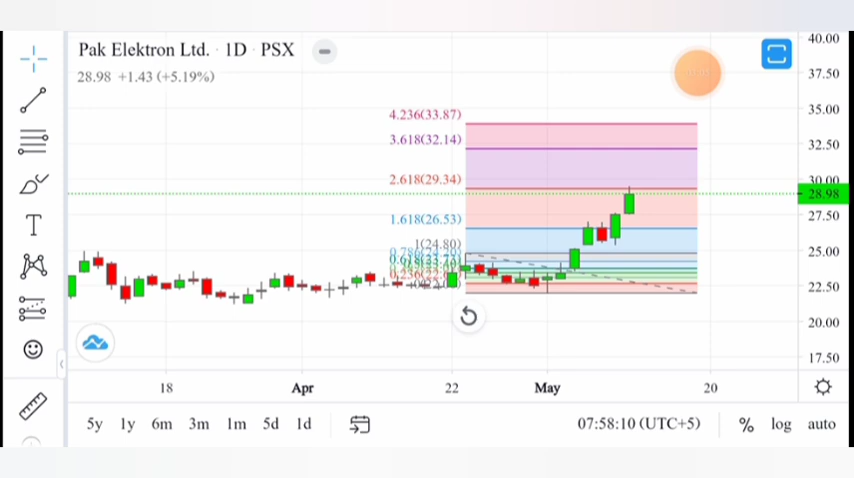 Pak Elektron Ltd. · 1D · PSX
28.98 +1.43 (+5.19%)
40.00
37.50
35.00
32.50
30.00
28.98
27.50
25.00
22.50
20.00
17.50
4.236(33.87)
3.618(32.14)
2.618(29.34)
1.618(26.53)
1(24.80)
18
Apr
22
May
20
5y 1y 6m 3m 1m 5d 1d
07:58:10 (UTC+5)
% log auto